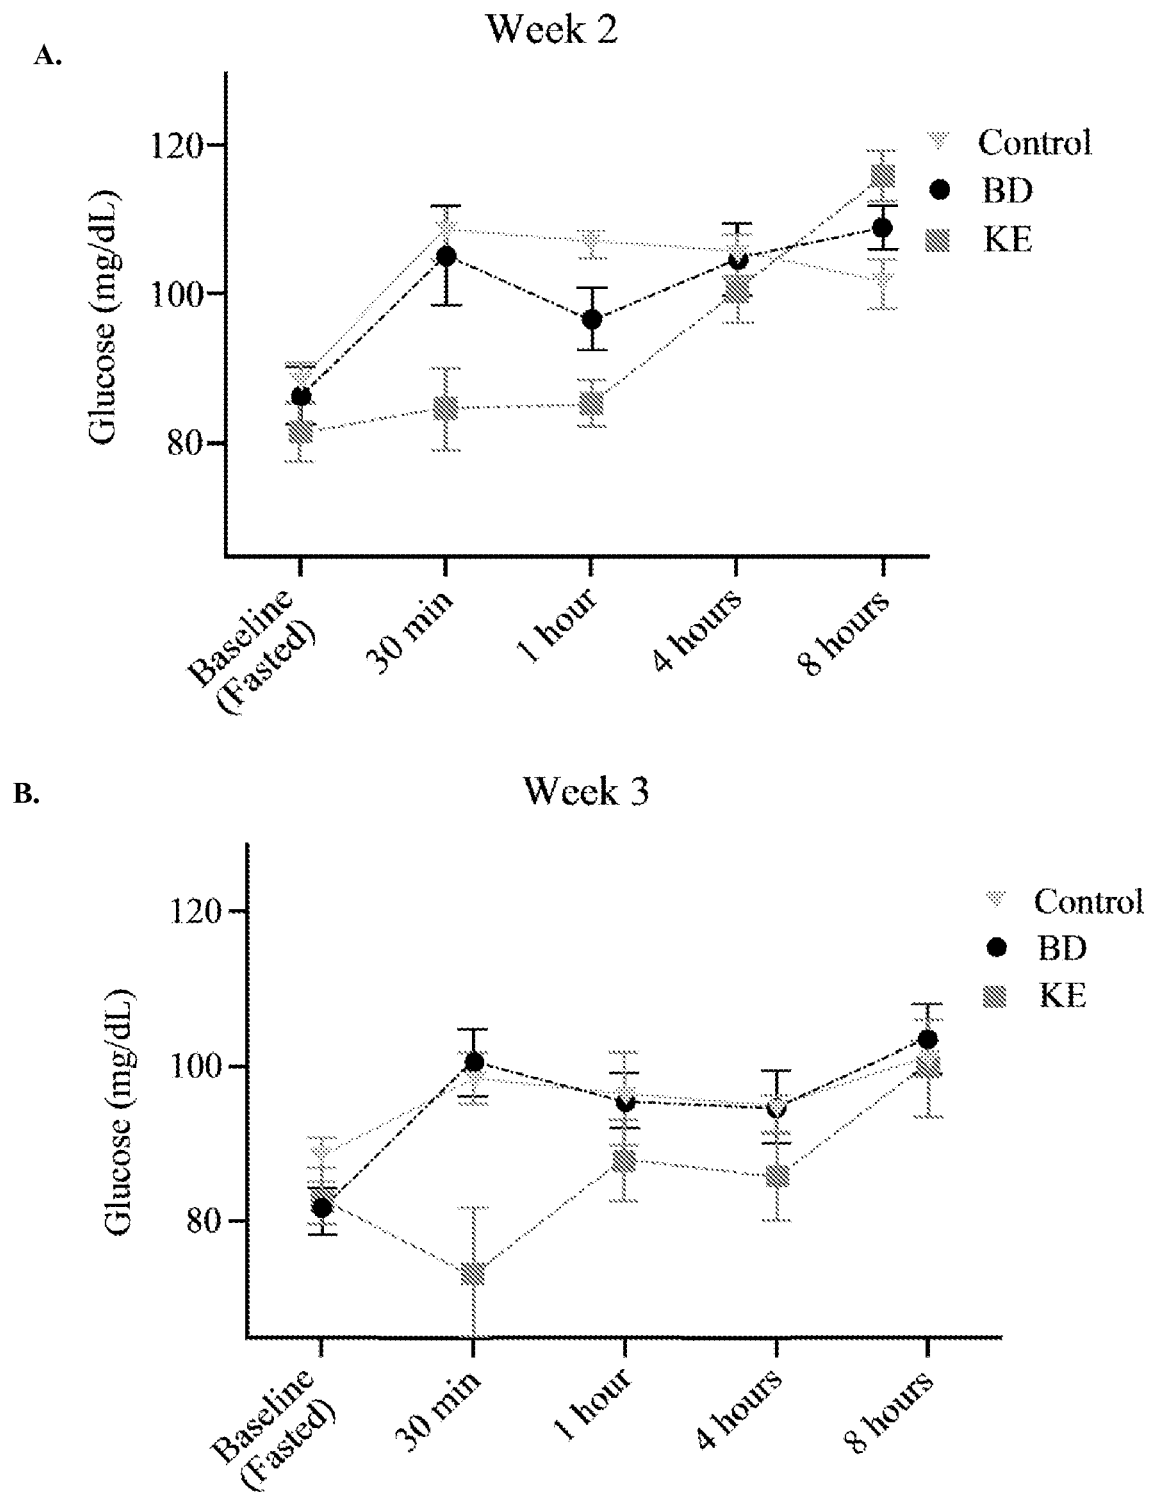 Week 2
A.
120
100
80
Glucose (mg/dL)
Control
BD
KE
Baseline
(Fasted)
30 min
1 hour
4 hours
8 hours
Week 3
B.
120
100
80
Glucose (mg/dL)
Control
BD
KE
Baseline
(Fasted)
30 min
1 hour
4 hours
8 hours